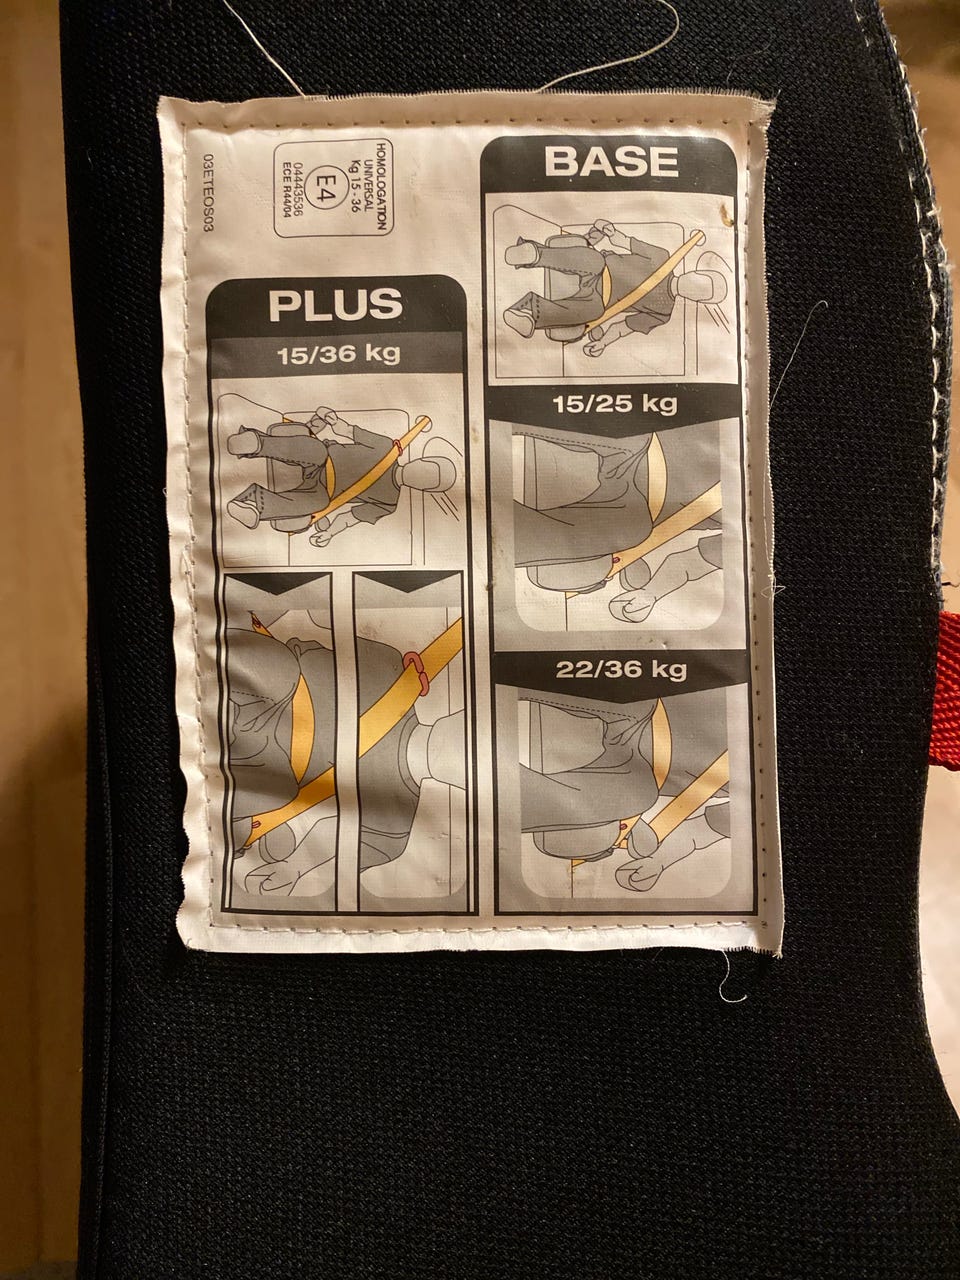 03ETEOS03
HOMOLOGATION
UNIVERSAL
Kg 15 - 36
E4
04443536
ECE R44/04
PLUS
15/36 kg
BASE
15/25 kg
22/36 kg